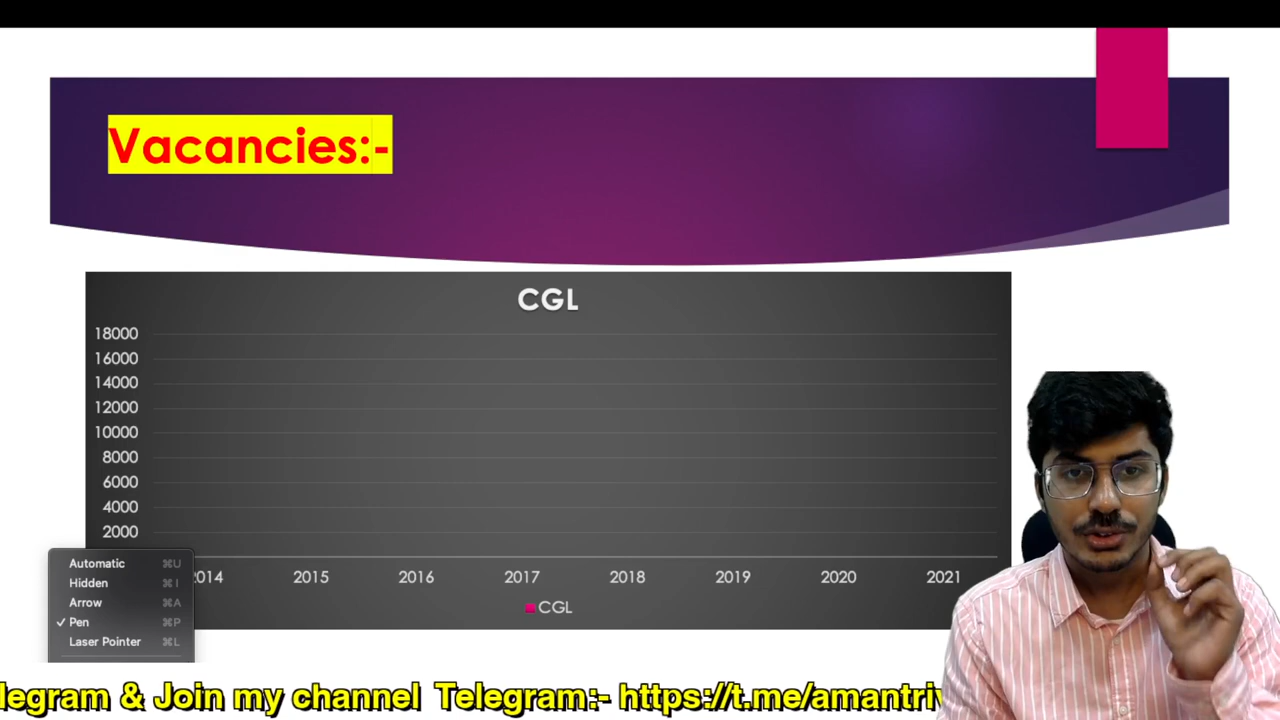 Vacancies:-
CGL
18000
16000
14000
12000
10000
8000
6000
4000
2000
2014 2015 2016 2017 2018 2019 2020 2021
CGL
Automatic ⌘U
Hidden ⌘I
Arrow ⌘A
✓ Pen ⌘P
Laser Pointer ⌘L
legram & Join my channel Telegram:- https://t.me/amantri